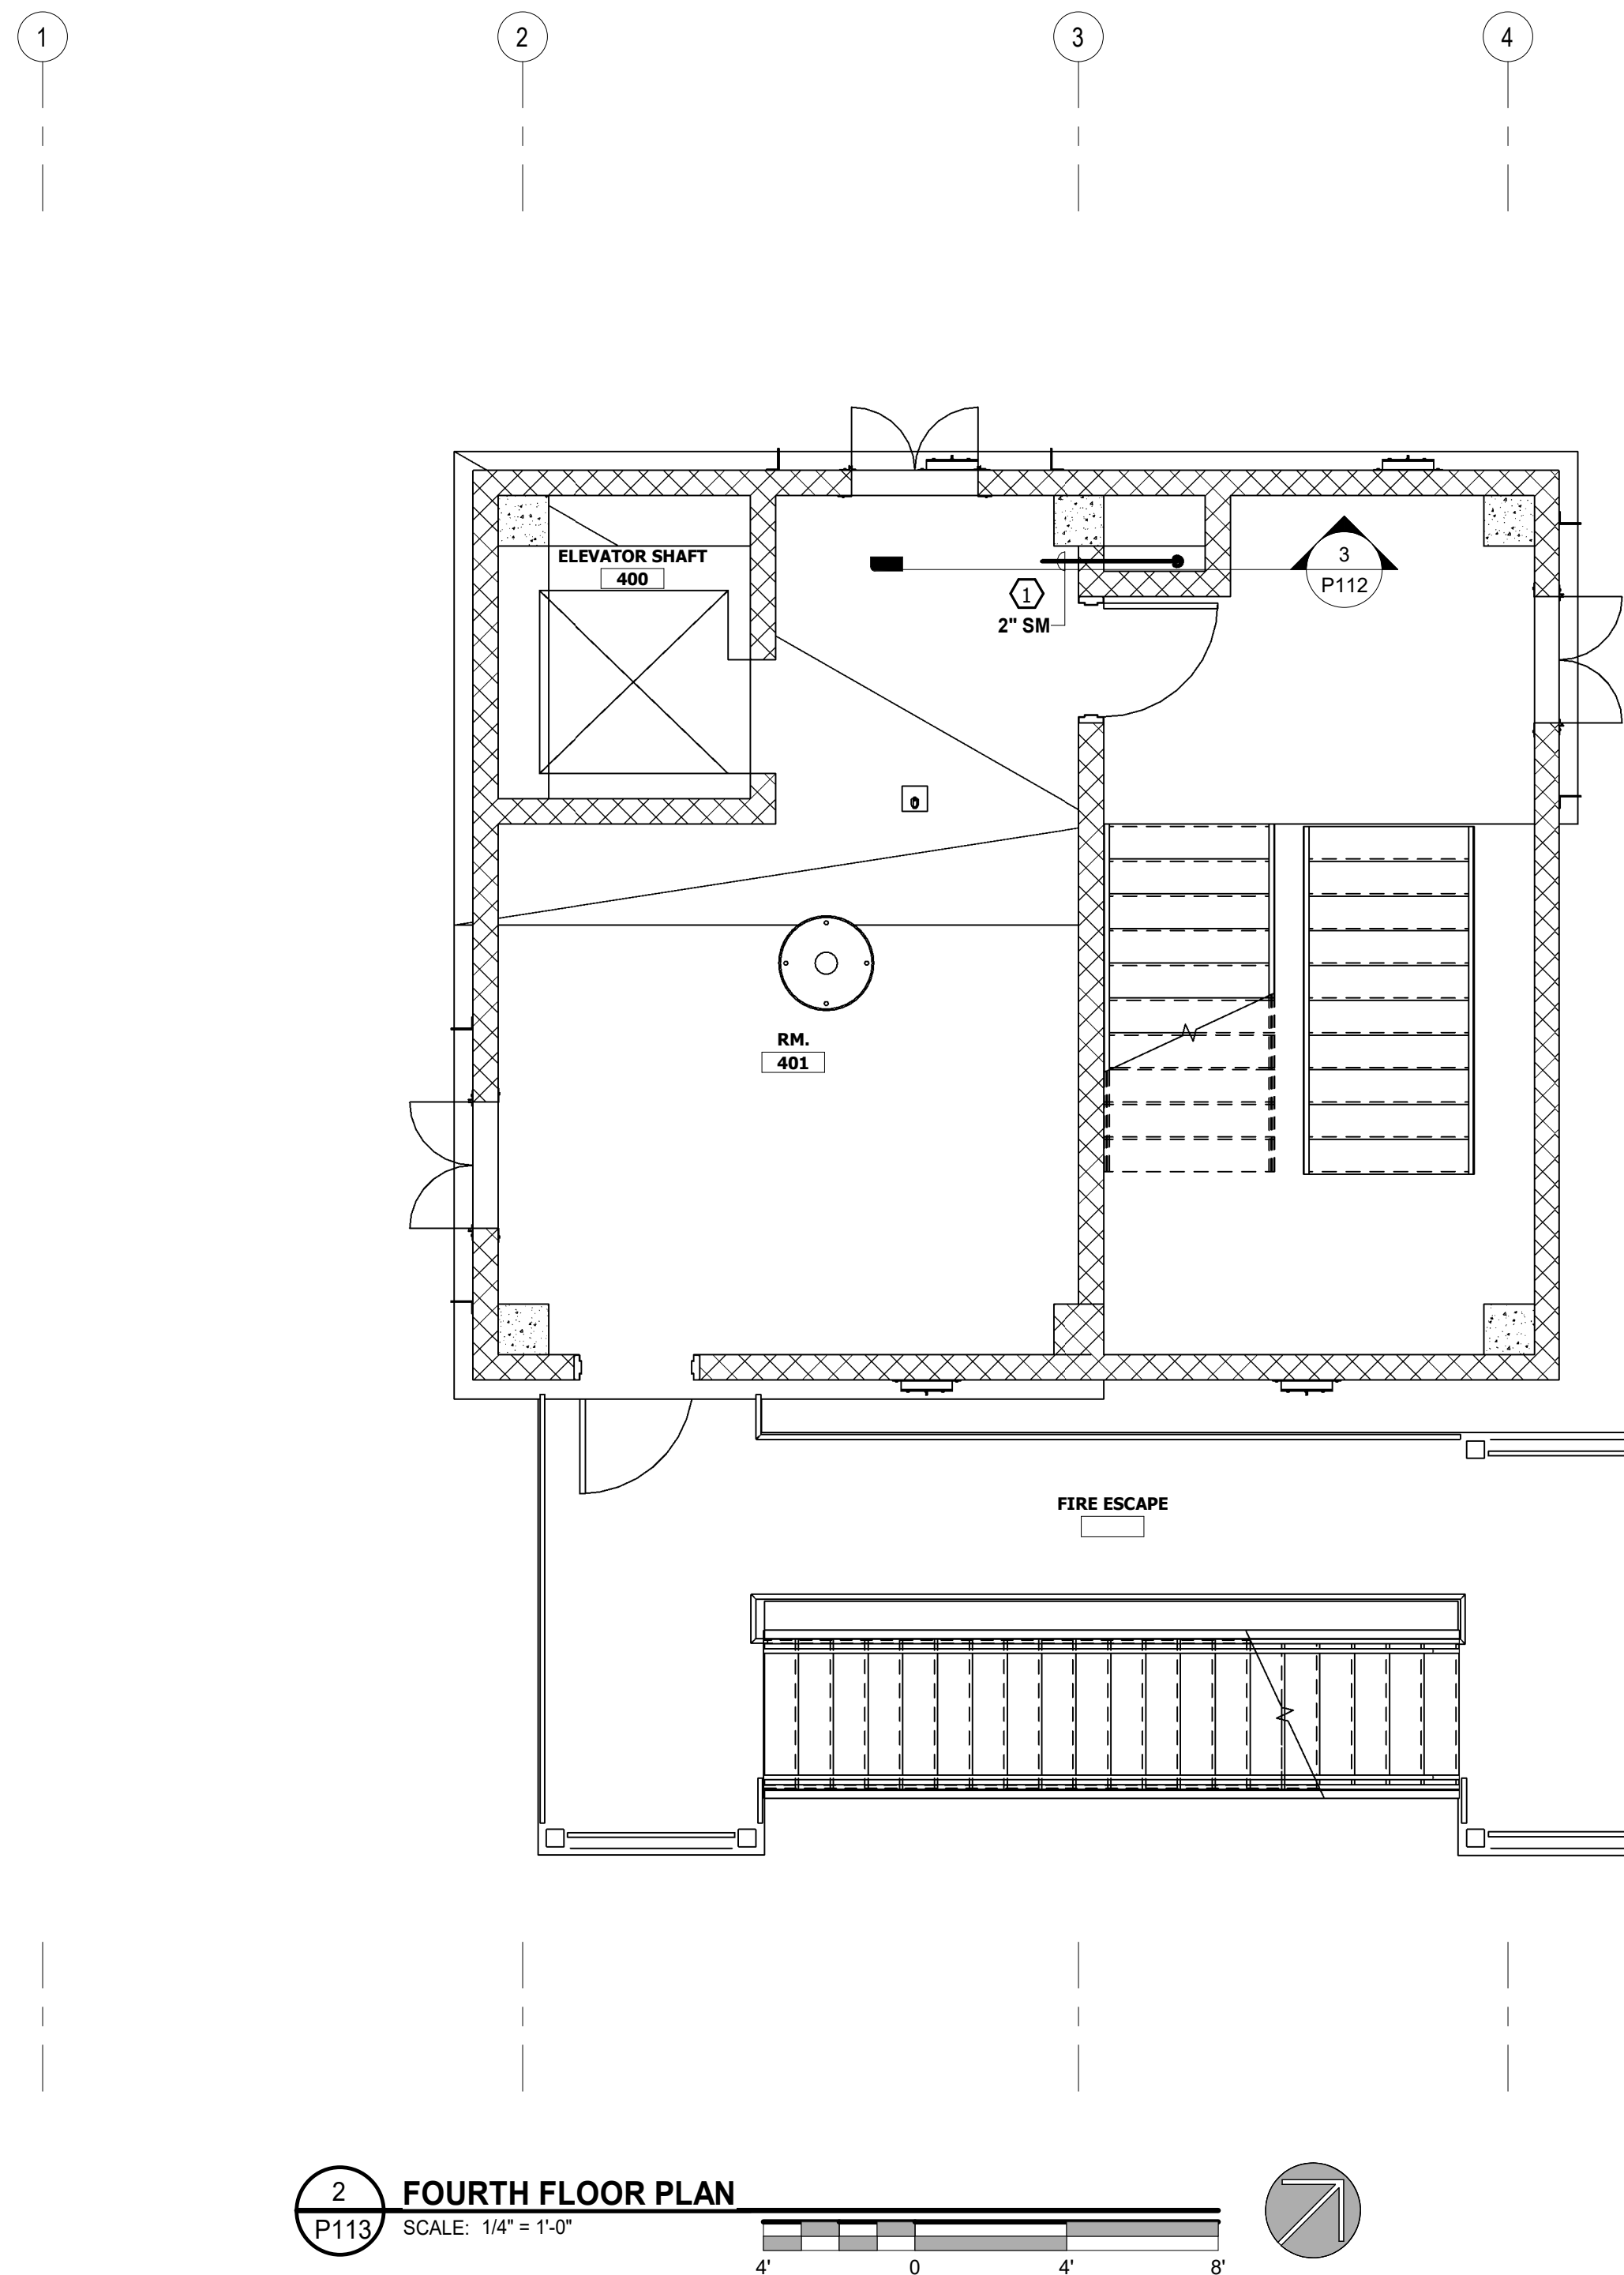 1 2 3 4
ELEVATOR SHAFT
400
3
P112
1
2" SM
0
RM.
401
FIRE ESCAPE
2
P113
FOURTH FLOOR PLAN
SCALE: 1/4" = 1'-0"
4' 0 4' 8'